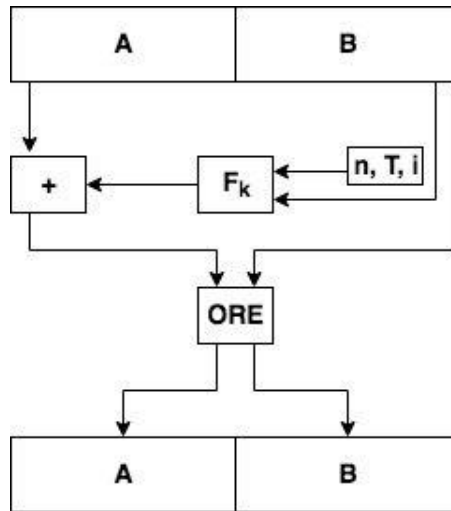 A B
n, T, i
+ Fk
ORE
A B